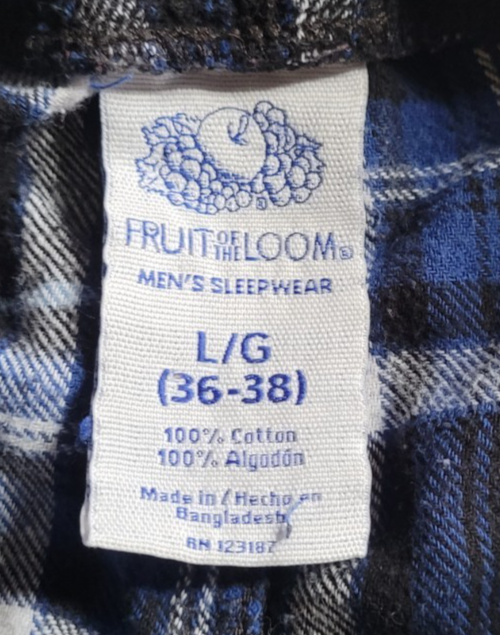 FRUIT OF THE LOOM®
MEN'S SLEEPWEAR
L/G
(36-38)
100% Cotton
100% Algodón
Made in / Hecho en
Bangladesh
RN 123187